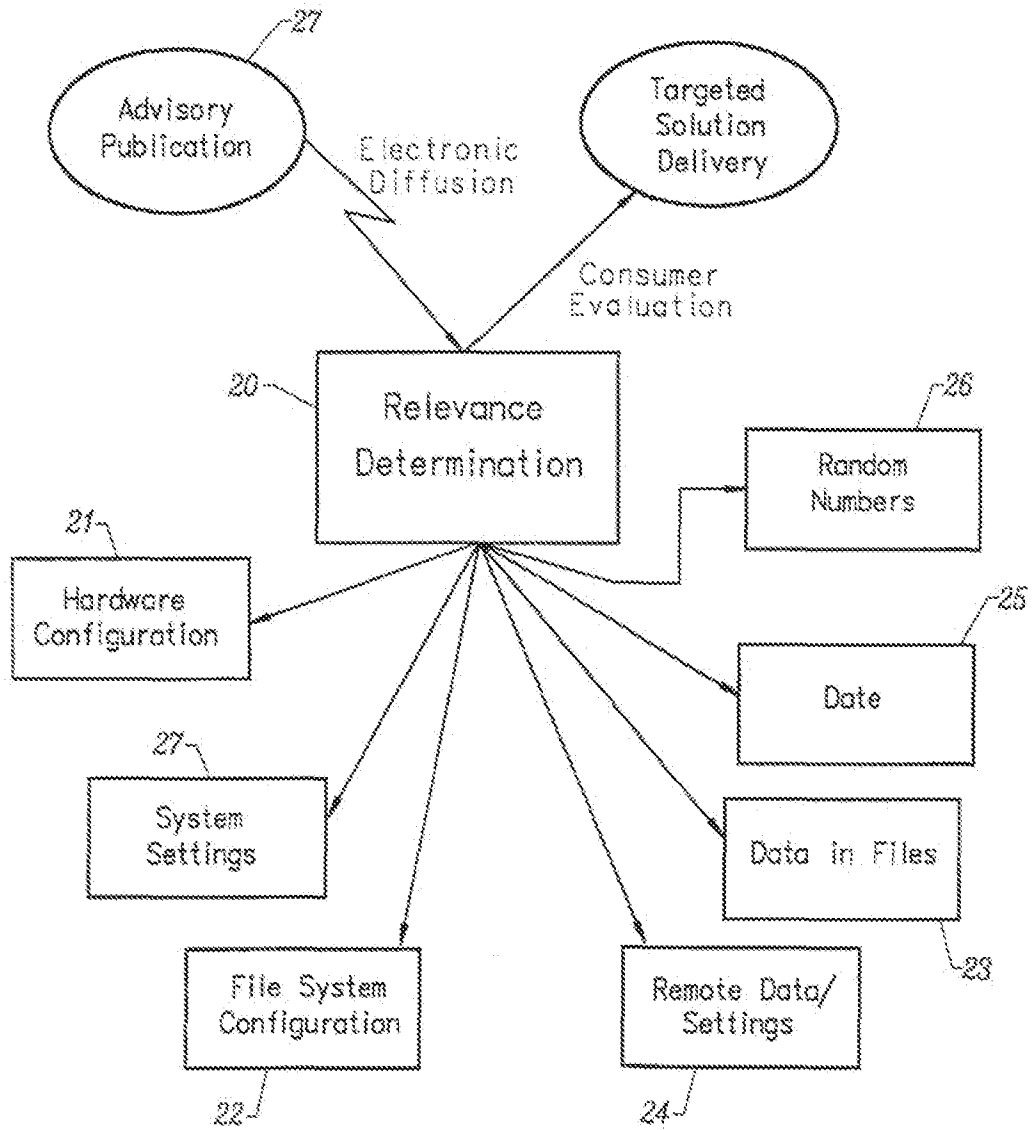 27
Advisory
Publication
Targeted
Solution
Delivery
Electronic
Diffusion
Consumer
Evaluation
20
Relevance
Determination
26
Random
Numbers
21
Hardware
Configuration
25
Date
27
System
Settings
Data in Files
23
File System
Configuration
22
Remote Data/
Settings
24